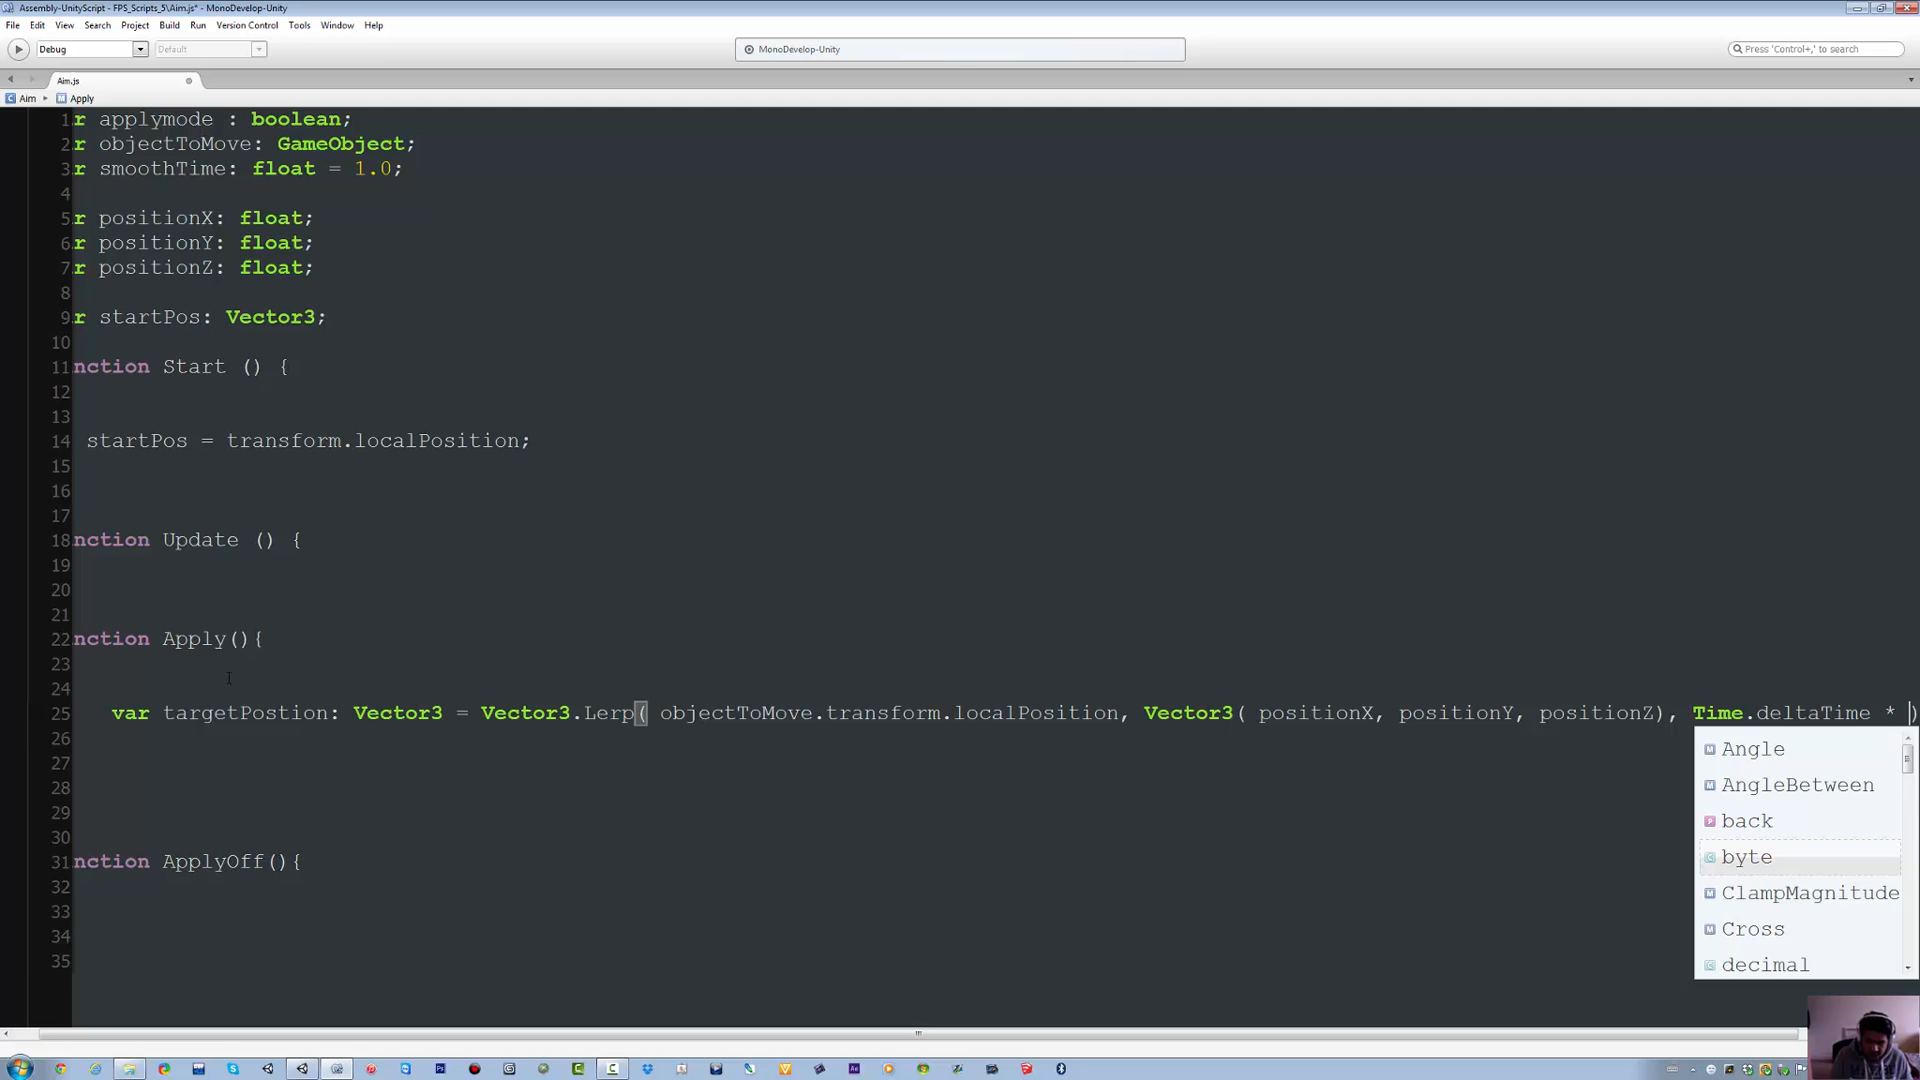 Assembly-UnityScript - FPS_Scripts_5\Aim.js* - MonoDevelop-Unity
File Edit View Search Project Build Run Version Control Tools Window Help
Debug Default MonoDevelop-Unity Press 'Control+,' to search
Aim.js
Aim Apply
1 r applymode : boolean;
2 r objectToMove: GameObject;
3 r smoothTime: float = 1.0;
4
5 r positionX: float;
6 r positionY: float;
7 r positionZ: float;
8
9 r startPos: Vector3;
10
11 nction Start () {
12
13
14 startPos = transform.localPosition;
15
16
17
18 nction Update () {
19
20
21
22 nction Apply(){
23
24
25 var targetPostion: Vector3 = Vector3.Lerp( objectToMove.transform.localPosition, Vector3( positionX, positionY, positionZ), Time.deltaTime * )
26
27
28
29
30
31 nction ApplyOff(){
32
33
34
35
Angle
AngleBetween
back
byte
ClampMagnitude
Cross
decimal